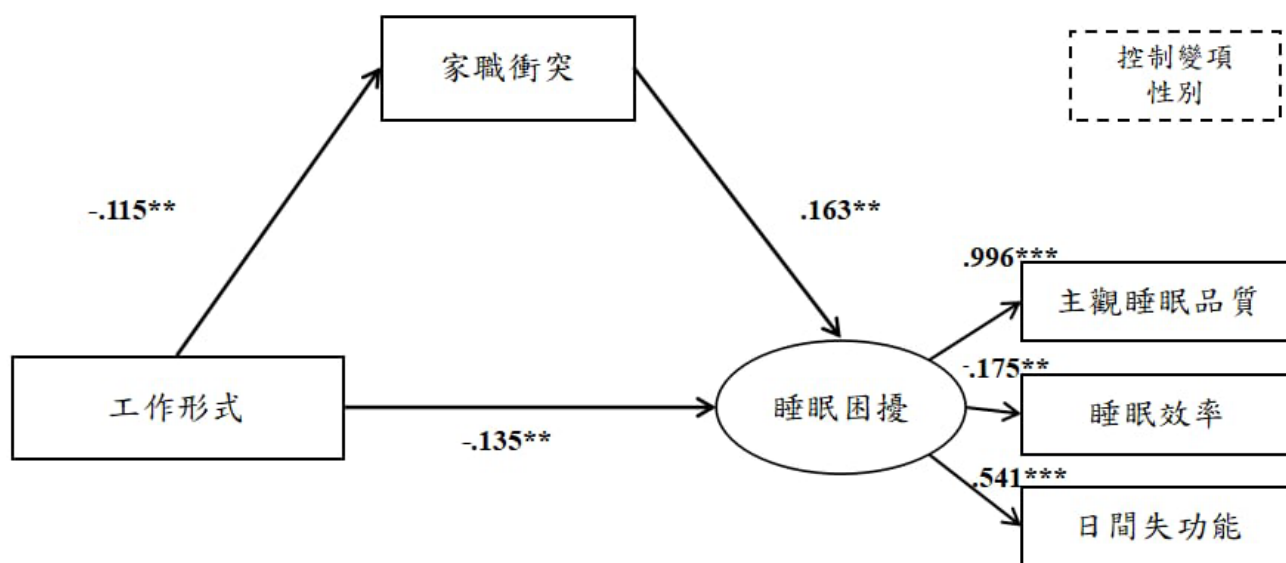 家職衝突
控制變項
性別
-.115**
.163**
.996***
主觀睡眠品質
-.175**
工作形式
睡眠困擾
睡眠效率
-.135**
.541***
日間失功能